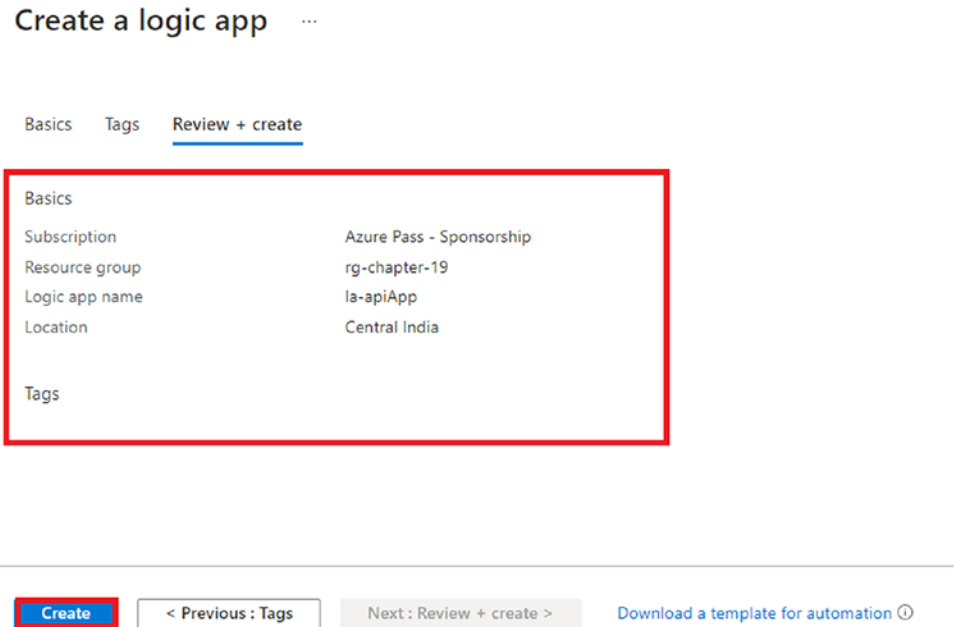 Create a logic app ...
Basics Tags Review + create
Basics
Subscription Azure Pass - Sponsorship
Resource group rg-chapter-19
Logic app name la-apiApp
Location Central India
Tags
Create < Previous : Tags Next : Review + create > Download a template for automation